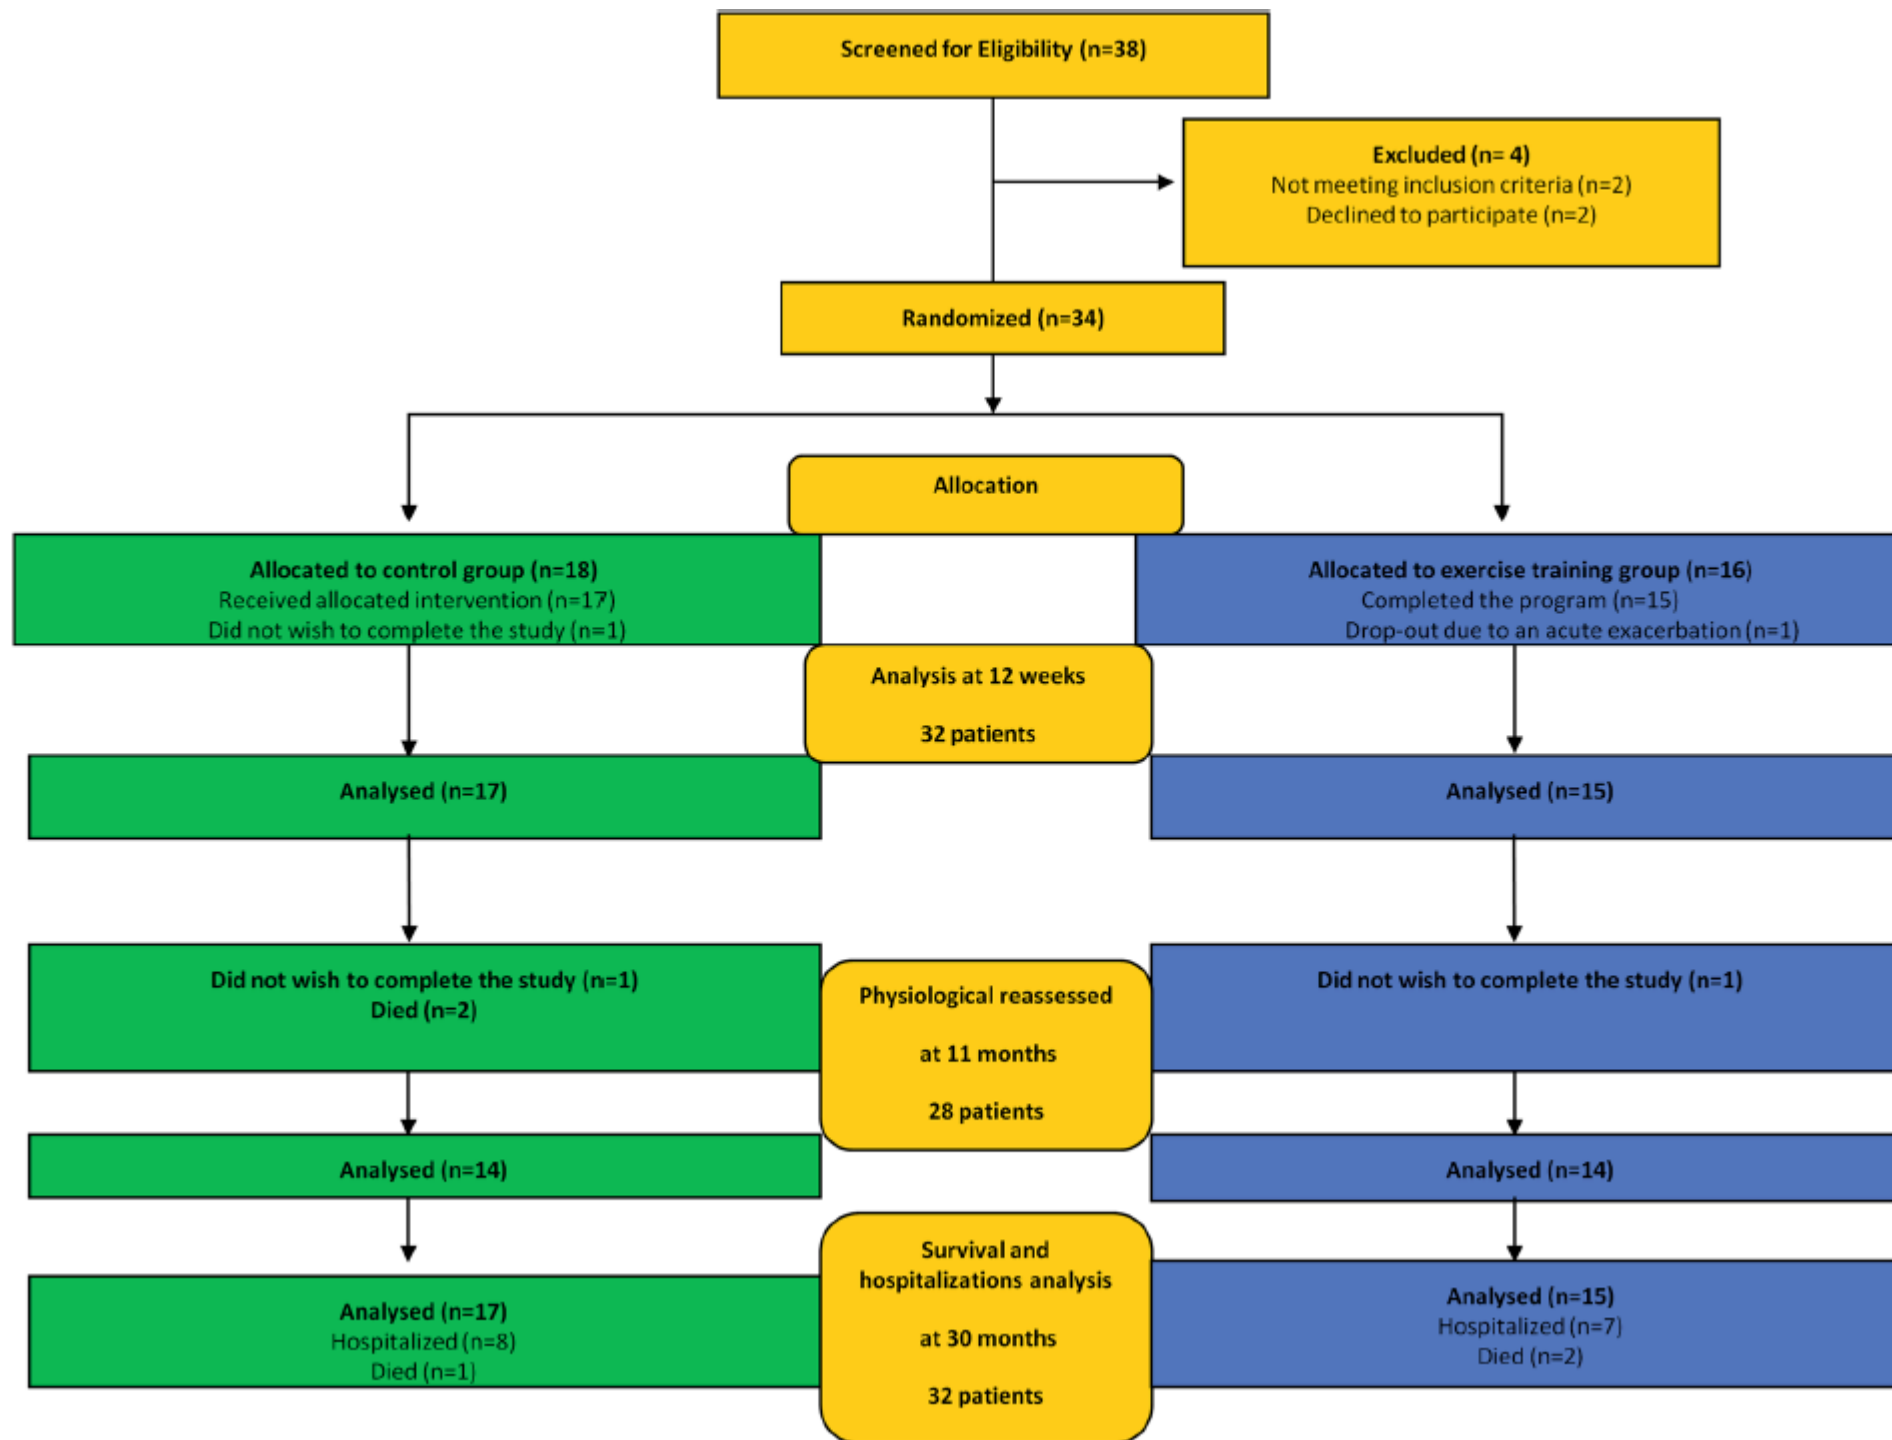 Screened for Eligibility (n=38)
Excluded (n= 4)
Not meeting inclusion criteria (n=2)
Declined to participate (n=2)
Randomized (n=34)
Allocation
Allocated to control group (n=18)
Received allocated intervention (n=17)
Did not wish to complete the study (n=1)
Allocated to exercise training group (n=16)
Completed the program (n=15)
Drop-out due to an acute exacerbation (n=1)
Analysis at 12 weeks
32 patients
Analysed (n=17)
Analysed (n=15)
Did not wish to complete the study (n=1)
Died (n=2)
Physiological reassessed
at 11 months
28 patients
Did not wish to complete the study (n=1)
Analysed (n=14)
Analysed (n=14)
Survival and
hospitalizations analysis
at 30 months
32 patients
Analysed (n=17)
Hospitalized (n=8)
Died (n=1)
Analysed (n=15)
Hospitalized (n=7)
Died (n=2)